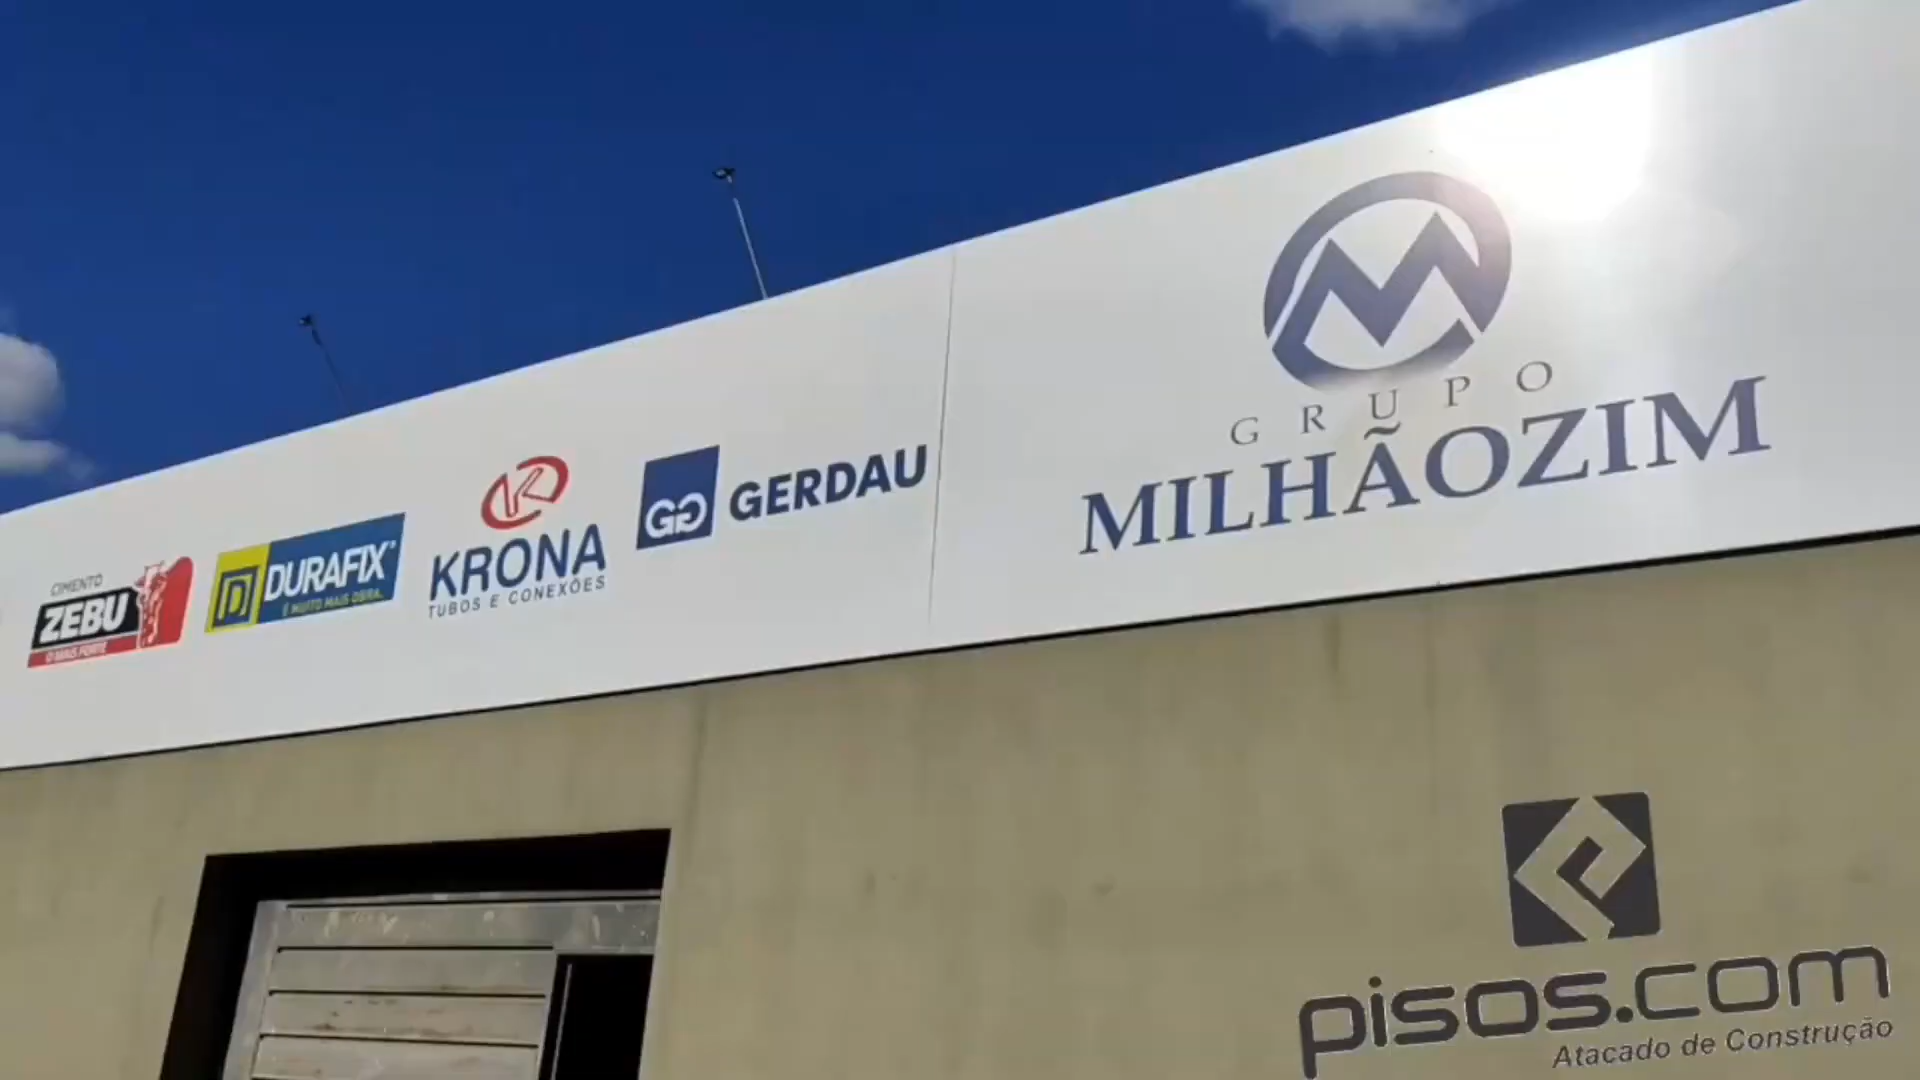 CIMENTO
ZEBU
O MAIS FORTE
DURAFIX
É MUITO MAIS OBRA.
KRONA
TUBOS E CONEXÕES
GERDAU
GRUPO
MILHÃOZIM
pisos.com
Atacado de Construção